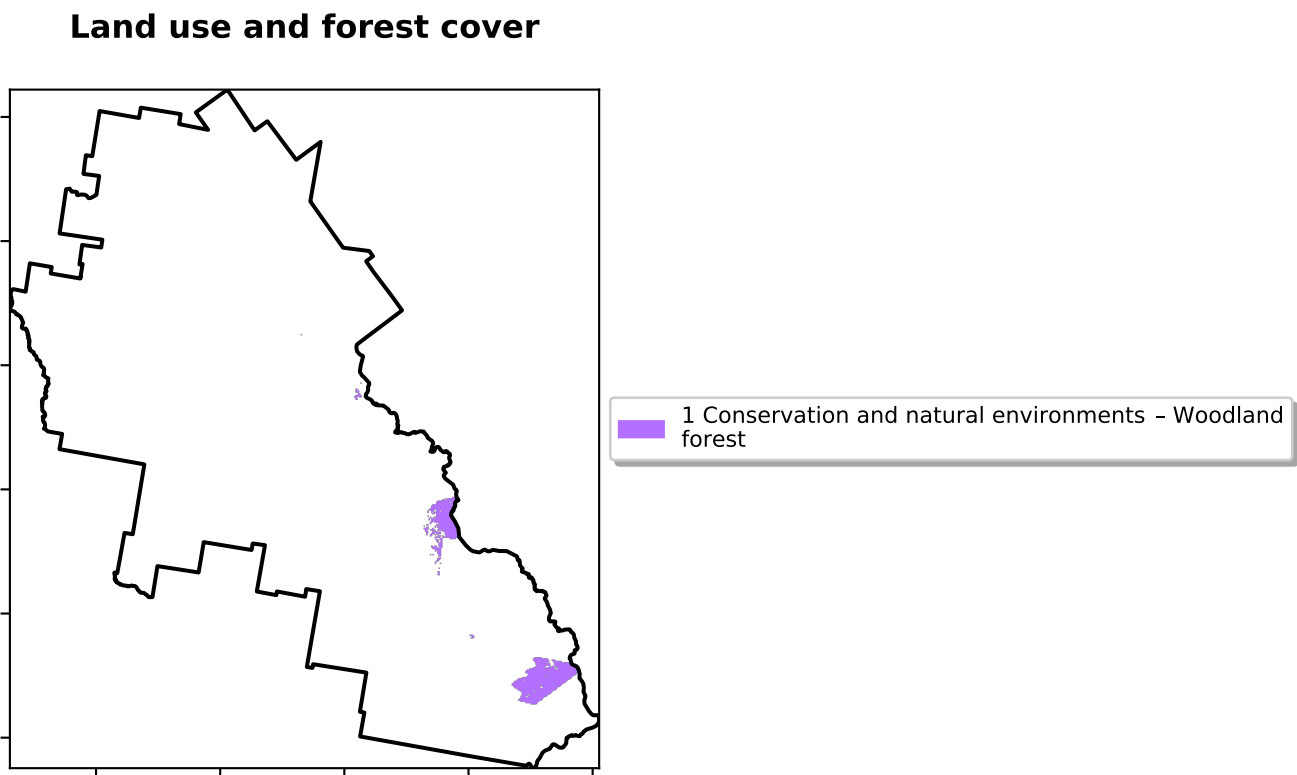 Land use and forest cover
1 Conservation and natural environments – Woodland
forest